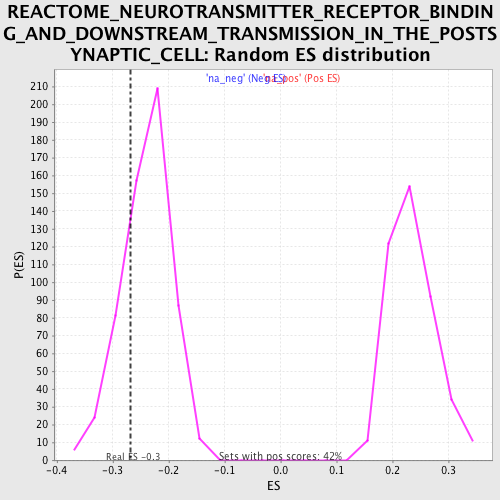 REACTOME_NEUROTRANSMITTER_RECEPTOR_BINDIN
G_AND_DOWNSTREAM_TRANSMISSION_IN_THE_POSTS
YNAPTIC_CELL: Random ES distribution
'na_neg' (Neg ES)
'na_pos' (Pos ES)
210
200
190
180
170
160
150
140
130
120
110
100
90
80
70
60
50
40
30
20
10
0
P(ES)
Real ES -0.3
Sets with pos scores: 42%
-0.4 -0.3 -0.2 -0.1 0.0 0.1 0.2 0.3
ES